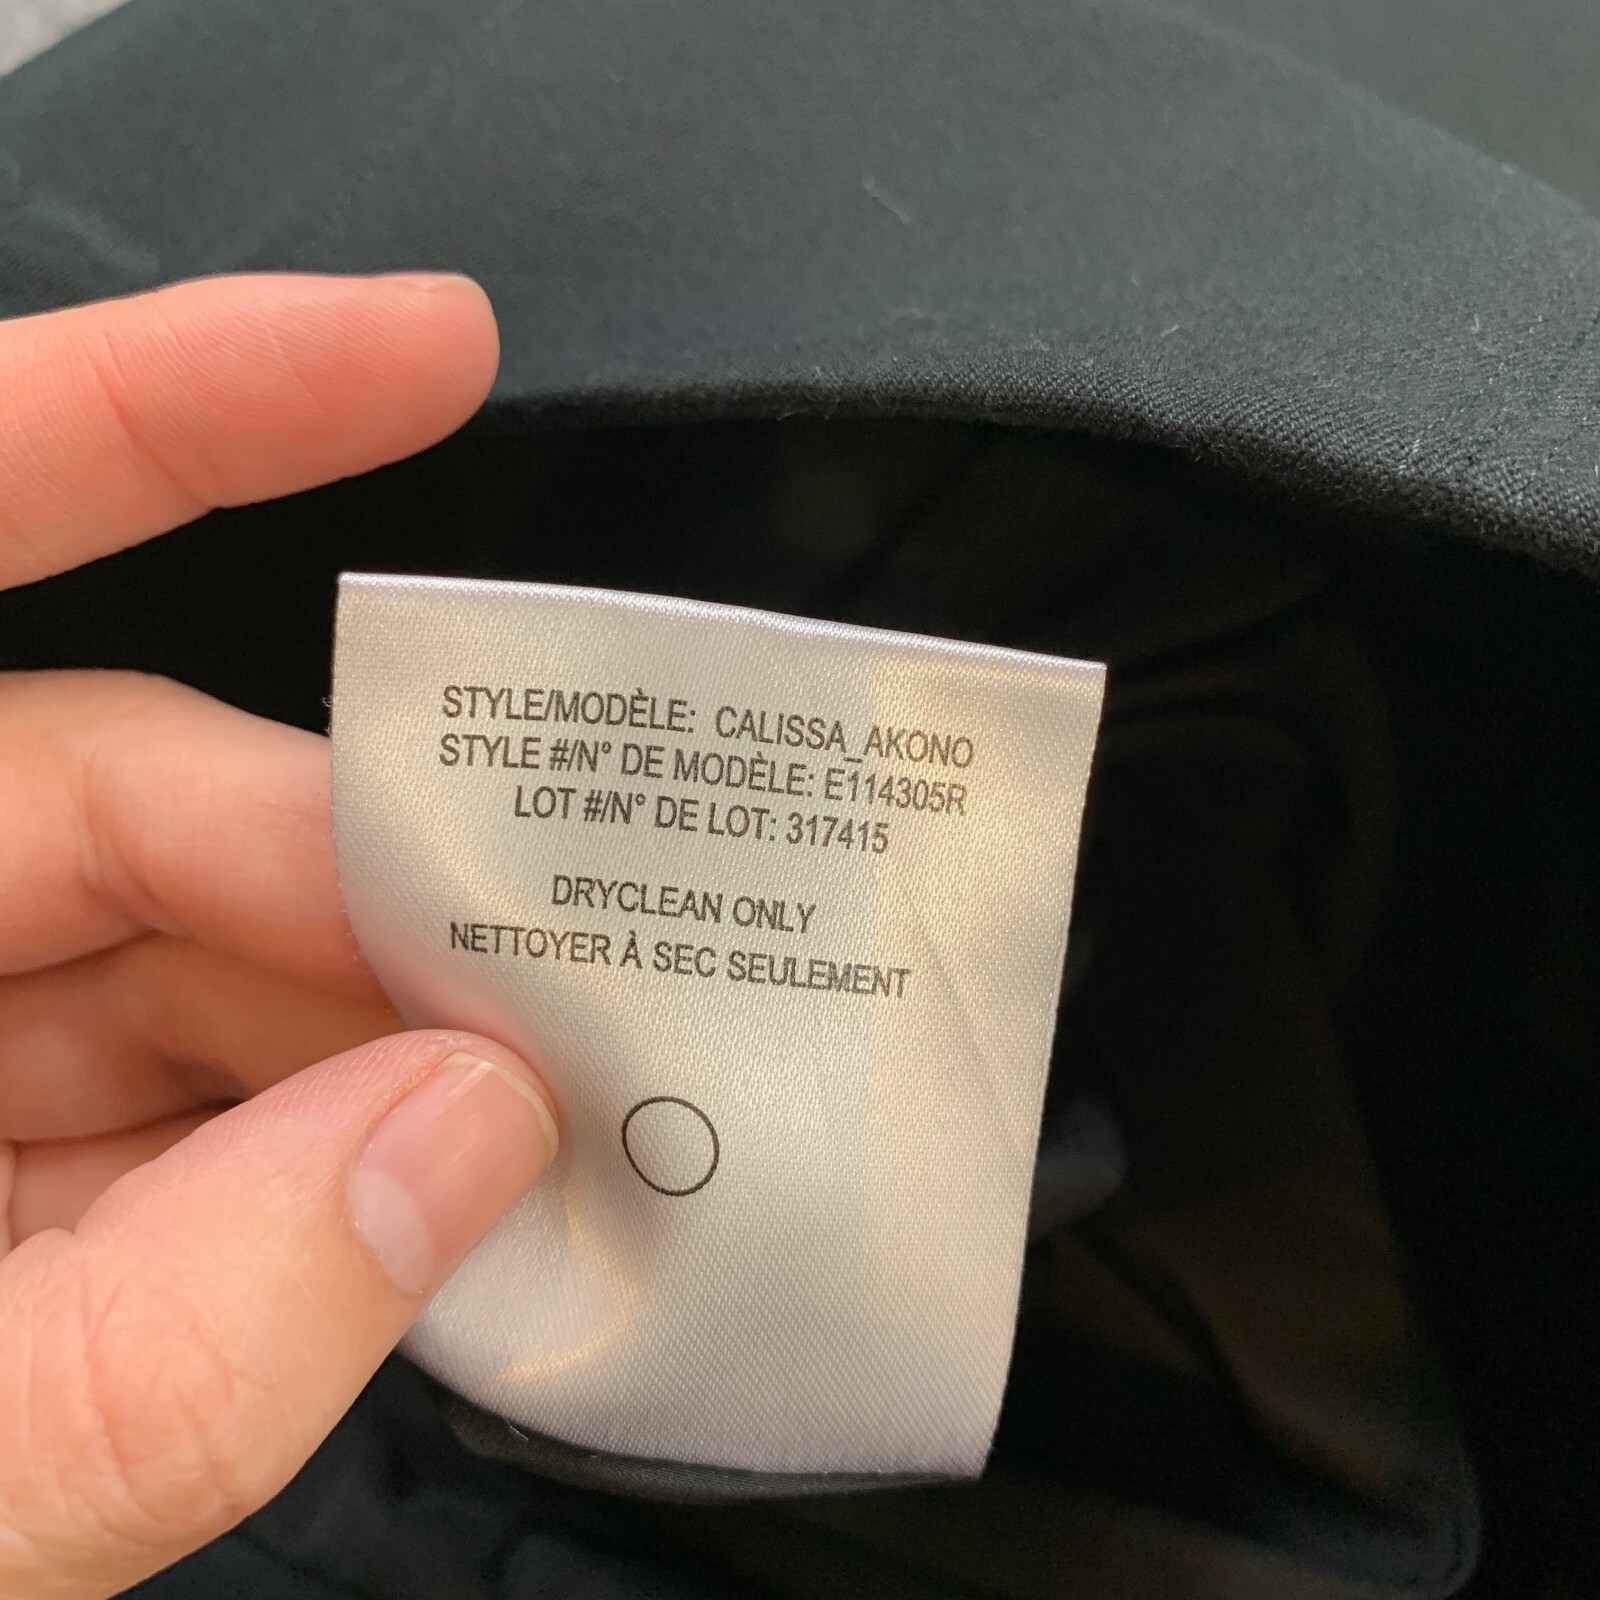 STYLE/MODÈLE: CALISSA_AKONO
STYLE #/N° DE MODÈLE: E114305R
LOT #/N° DE LOT: 317415
DRYCLEAN ONLY
NETTOYER À SEC SEULEMENT